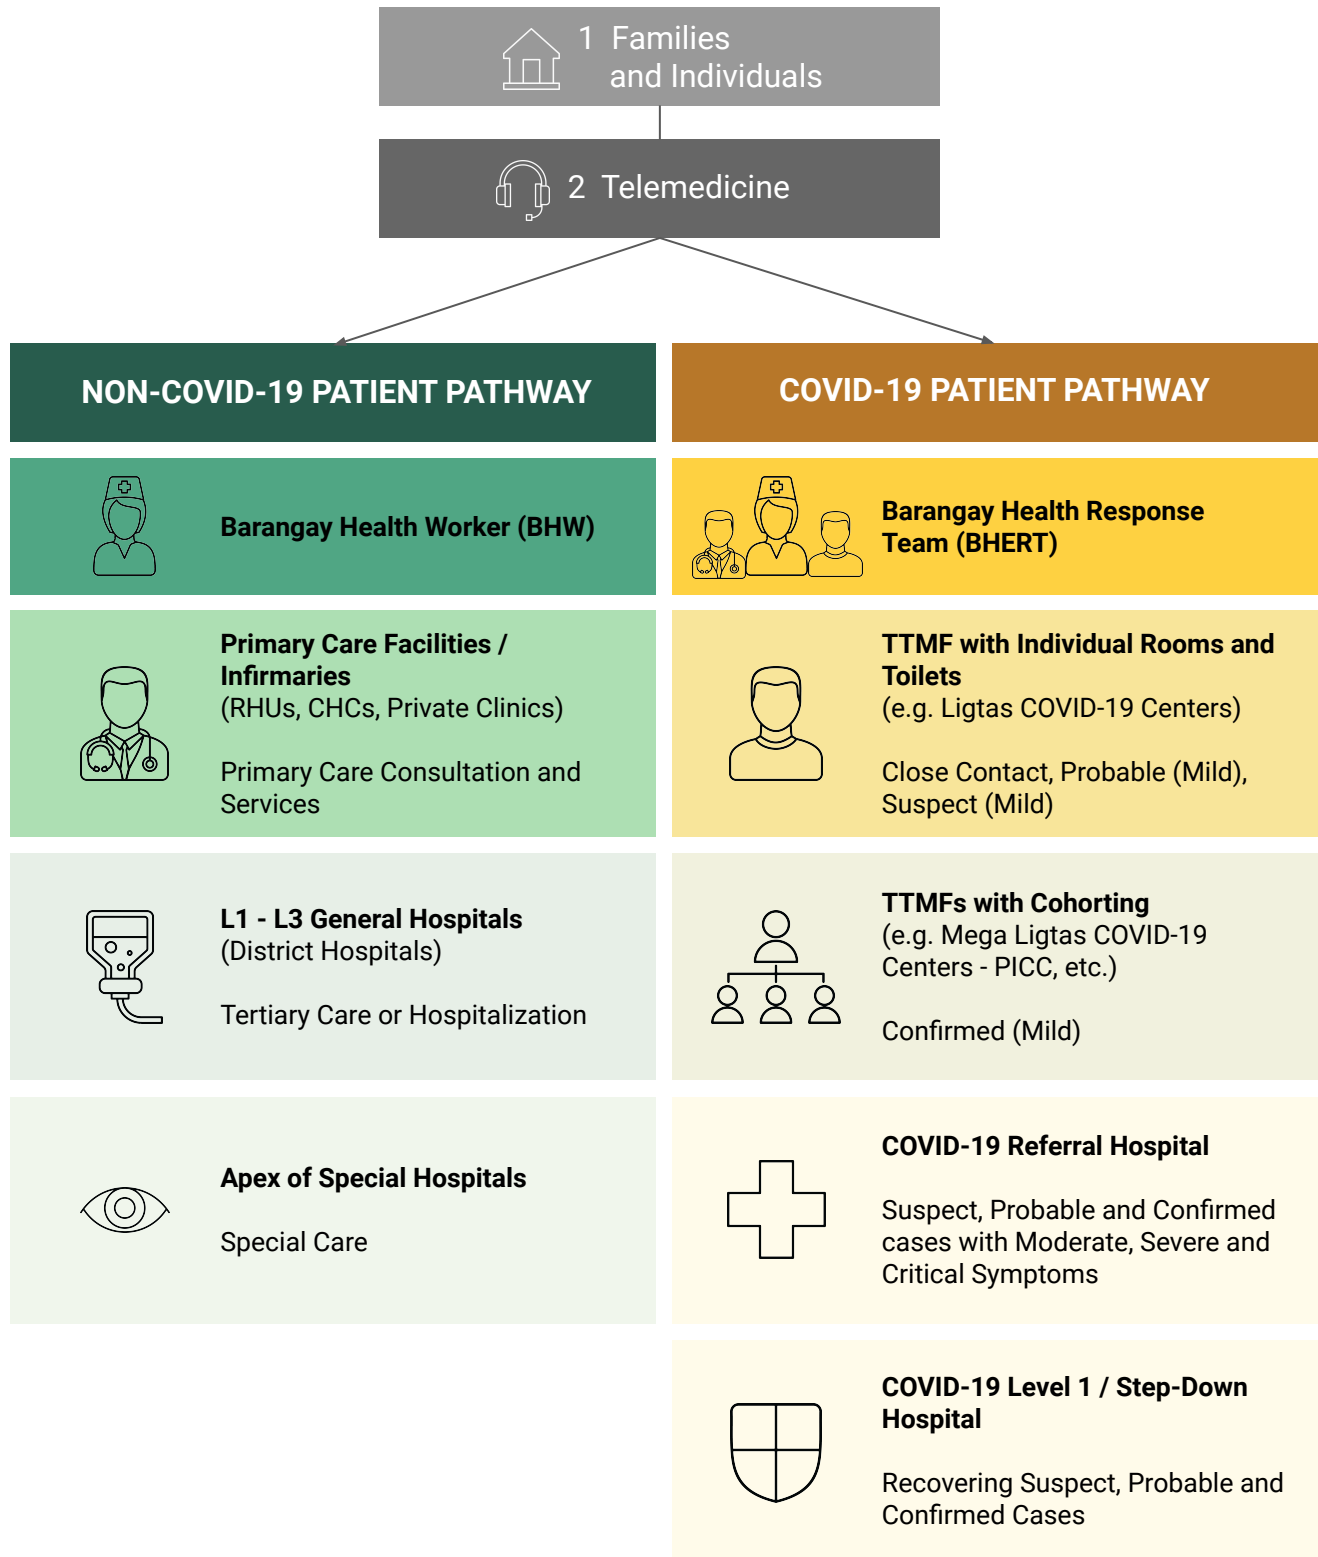 1 Families
and Individuals
2 Telemedicine
NON-COVID-19 PATIENT PATHWAY
Barangay Health Worker (BHW)
Primary Care Facilities /
Infirmaries
(RHUs, CHCs, Private Clinics)
Primary Care Consultation and
Services
L1 - L3 General Hospitals
(District Hospitals)
Tertiary Care or Hospitalization
Apex of Special Hospitals
Special Care
COVID-19 PATIENT PATHWAY
Barangay Health Response
Team (BHERT)
TTMF with Individual Rooms and
Toilets
(e.g. Ligtas COVID-19 Centers)
Close Contact, Probable (Mild),
Suspect (Mild)
TTMFs with Cohorting
(e.g. Mega Ligtas COVID-19
Centers - PICC, etc.)
Confirmed (Mild)
COVID-19 Referral Hospital
Suspect, Probable and Confirmed
cases with Moderate, Severe and
Critical Symptoms
COVID-19 Level 1 / Step-Down
Hospital
Recovering Suspect, Probable and
Confirmed Cases